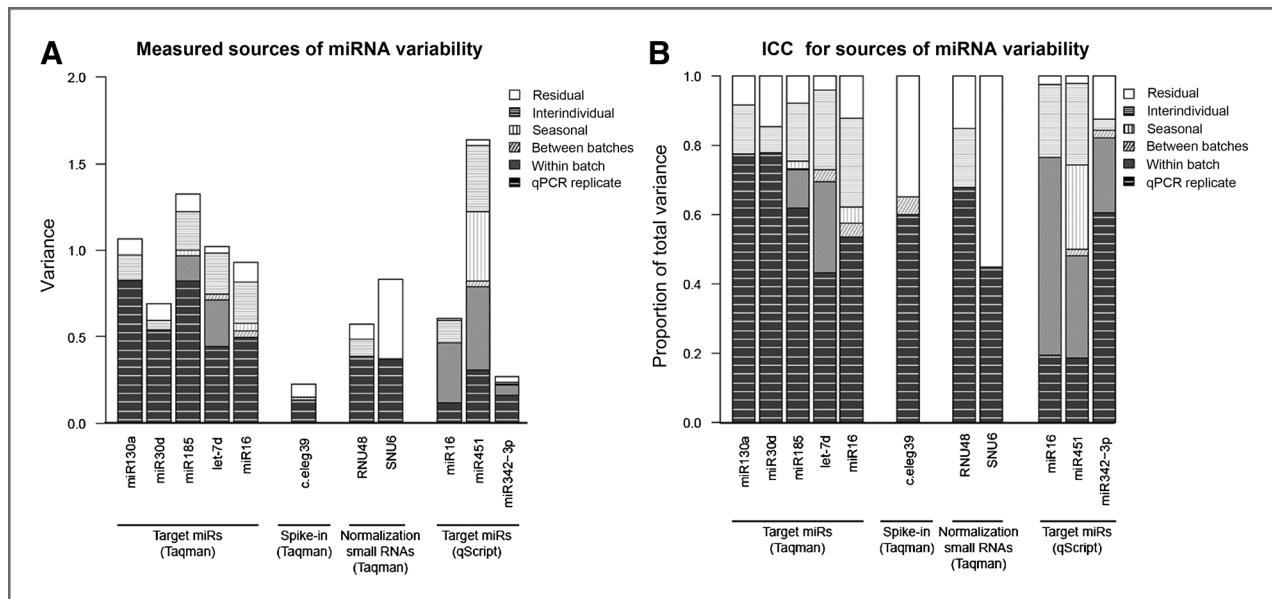 A
Measured sources of miRNA variability
Variance
2.0
1.5
1.0
0.5
0.0
Residual
Interindividual
Seasonal
Between batches
Within batch
qPCR replicate
miR130a
miR30d
miR185
let-7d
miR16
c.eleg39
RNU48
SNU6
miR16
miR451
miR342-3p
Target miRs
(Taqman)
Spike-in
(Taqman)
Normalization
small RNAs
(Taqman)
Target miRs
(qScript)
B
ICC for sources of miRNA variability
Proportion of total variance
1.0
0.8
0.6
0.4
0.2
0.0
Residual
Interindividual
Seasonal
Between batches
Within batch
qPCR replicate
miR130a
miR30d
miR185
let-7d
miR16
c.eleg39
RNU48
SNU6
miR16
miR451
miR342-3p
Target miRs
(Taqman)
Spike-in
(Taqman)
Normalization
small RNAs
(Taqman)
Target miRs
(qScript)